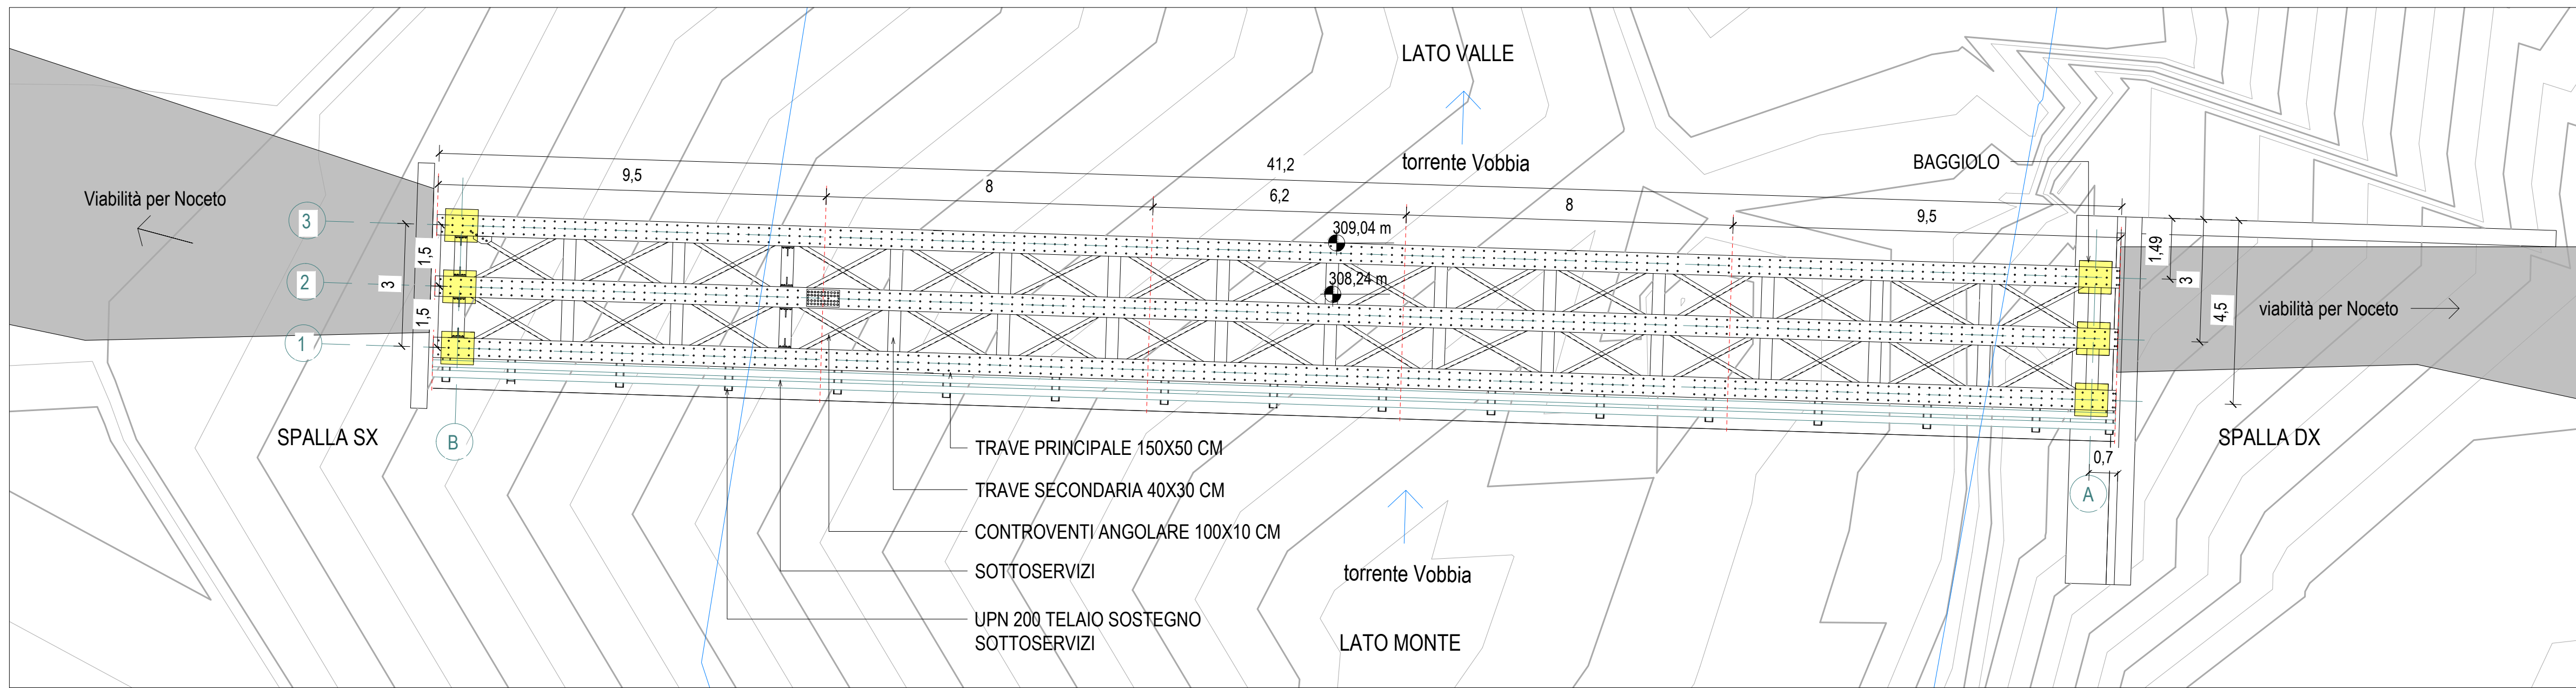 LATO VALLE
torrente Vobbia
BAGGIOLO
41,2
9,5
8
6,2
8
9,5
Viabilità per Noceto
3
2
1
1,5
3
1,5
309,04 m
308,24 m
1,49
3
4,5
viabilità per Noceto
SPALLA SX
B
SPALLA DX
0,7
A
TRAVE PRINCIPALE 150X50 CM
TRAVE SECONDARIA 40X30 CM
CONTROVENTI ANGOLARE 100X10 CM
SOTTOSERVIZI
UPN 200 TELAIO SOSTEGNO
SOTTOSERVIZI
torrente Vobbia
LATO MONTE